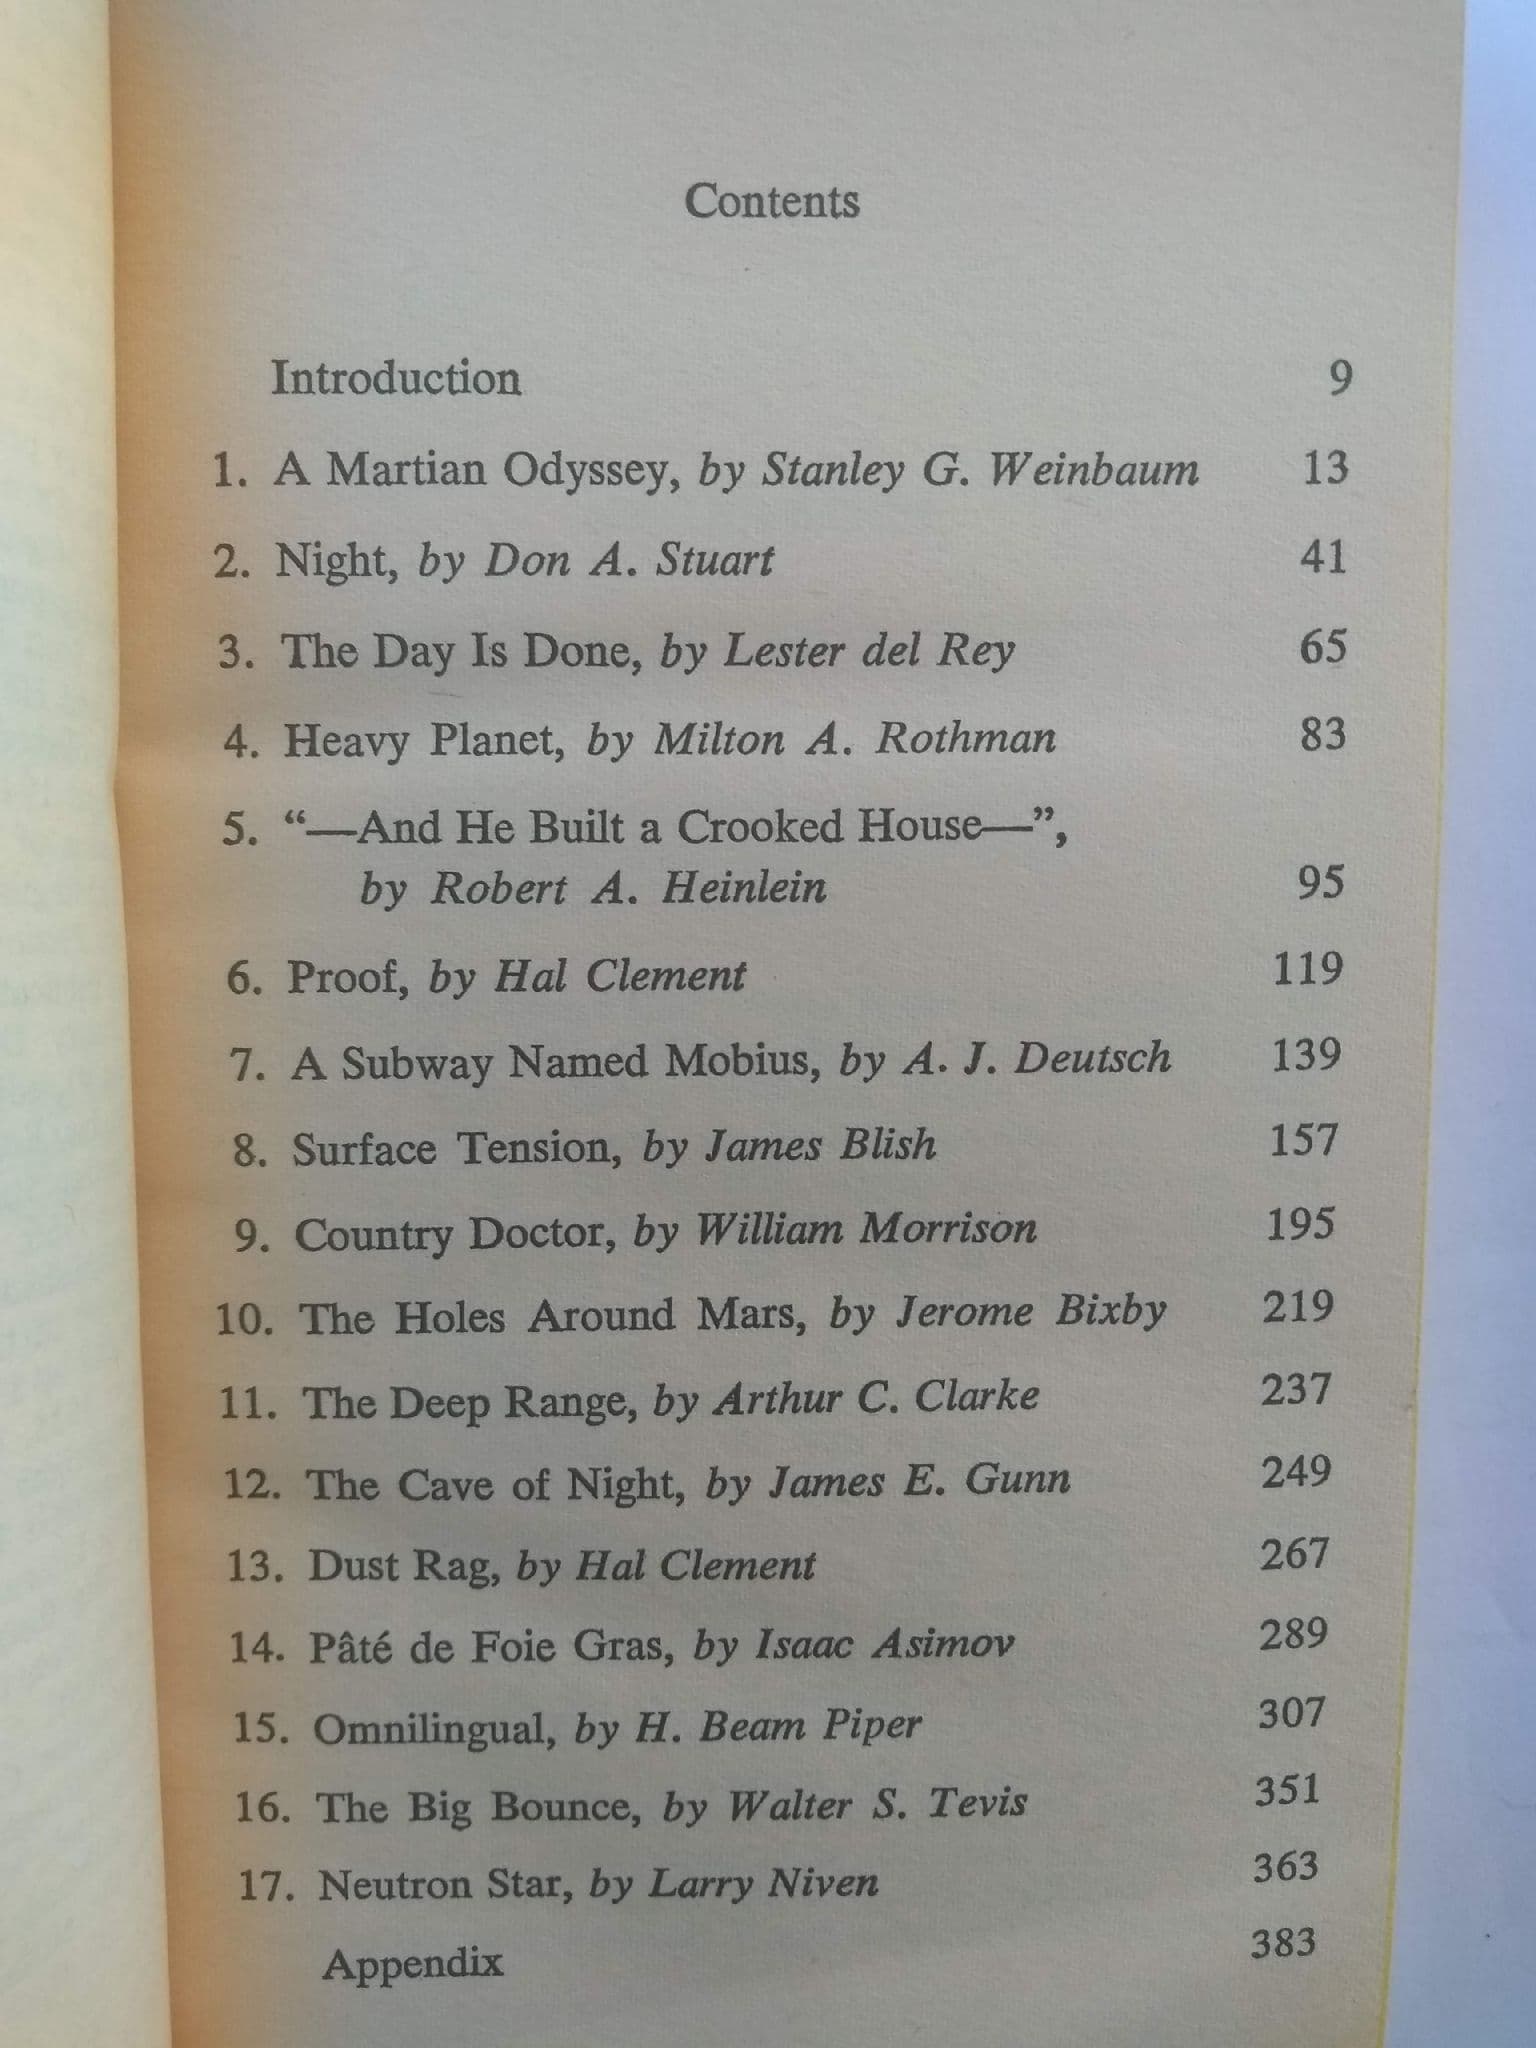 Contents
Introduction 9
1. A Martian Odyssey, by Stanley G. Weinbaum 13
2. Night, by Don A. Stuart 41
3. The Day Is Done, by Lester del Rey 65
4. Heavy Planet, by Milton A. Rothman 83
5. “—And He Built a Crooked House—”,
by Robert A. Heinlein 95
6. Proof, by Hal Clement 119
7. A Subway Named Mobius, by A. J. Deutsch 139
8. Surface Tension, by James Blish 157
9. Country Doctor, by William Morrison 195
10. The Holes Around Mars, by Jerome Bixby 219
11. The Deep Range, by Arthur C. Clarke 237
12. The Cave of Night, by James E. Gunn 249
13. Dust Rag, by Hal Clement 267
14. Pâté de Foie Gras, by Isaac Asimov 289
15. Omnilingual, by H. Beam Piper 307
16. The Big Bounce, by Walter S. Tevis 351
17. Neutron Star, by Larry Niven 363
Appendix 383